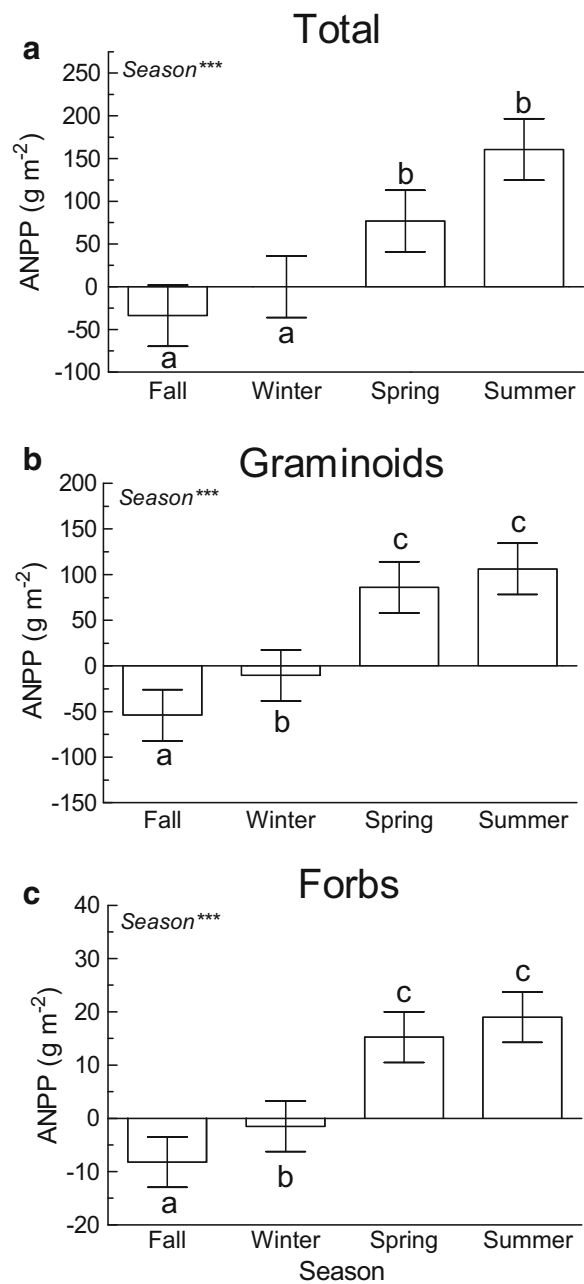 a
Total
Season***
250
200
150
100
50
0
-50
-100
ANPP (g m⁻²)
a
a
b
b
Fall Winter Spring Summer
b
Graminoids
Season***
200
150
100
50
0
-50
-100
-150
ANPP (g m⁻²)
a
b
c
c
Fall Winter Spring Summer
c
Forbs
Season***
40
30
20
10
0
-10
-20
ANPP (g m⁻²)
a
b
c
c
Fall Winter Spring Summer
Season